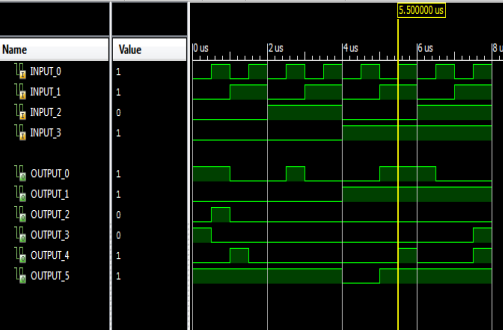 5.500000 us
Name Value 0 us 2 us 4 us 6 us 8 u
INPUT_0 1
INPUT_1 1
INPUT_2 0
INPUT_3 1
OUTPUT_0 1
OUTPUT_1 1
OUTPUT_2 0
OUTPUT_3 0
OUTPUT_4 1
OUTPUT_5 1